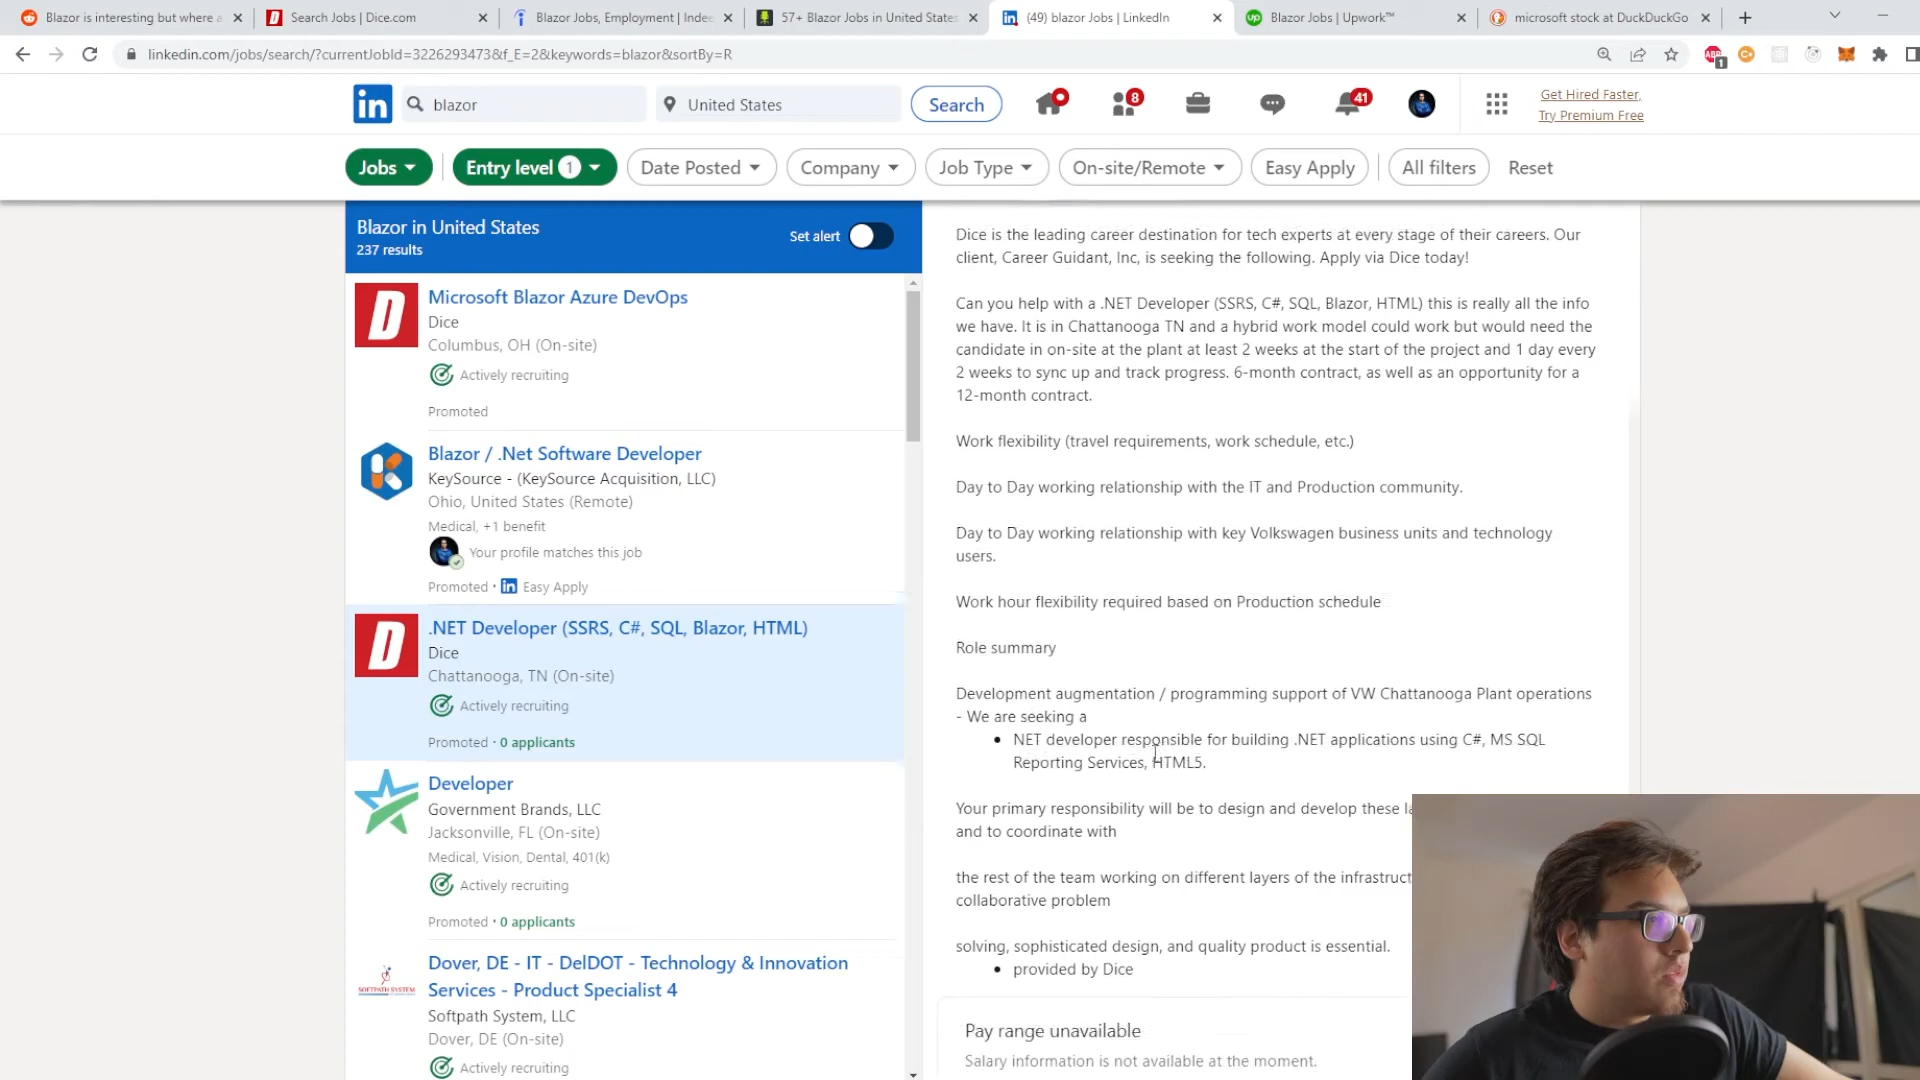 Blazor is interesting but where a
Search Jobs | Dice.com
Blazor Jobs, Employment | Indee
57+ Blazor Jobs in United States
(49) blazor Jobs | LinkedIn
Blazor Jobs | Upwork™
microsoft stock at DuckDuckGo
linkedin.com/jobs/search/?currentJobId=3226293473&f_E=2&keywords=blazor&sortBy=R
1
in
blazor
United States
Search
8
41
Get Hired Faster,
Try Premium Free
Jobs
Entry level 1
Date Posted
Company
Job Type
On-site/Remote
Easy Apply
All filters
Reset
Blazor in United States
237 results
Set alert
Microsoft Blazor Azure DevOps
Dice
Columbus, OH (On-site)
Actively recruiting
Promoted
Blazor / .Net Software Developer
KeySource - (KeySource Acquisition, LLC)
Ohio, United States (Remote)
Medical, +1 benefit
Your profile matches this job
Promoted · Easy Apply
.NET Developer (SSRS, C#, SQL, Blazor, HTML)
Dice
Chattanooga, TN (On-site)
Actively recruiting
Promoted · 0 applicants
Developer
Government Brands, LLC
Jacksonville, FL (On-site)
Medical, Vision, Dental, 401(k)
Actively recruiting
Promoted · 0 applicants
Dover, DE - IT - DelDOT - Technology & Innovation
Services - Product Specialist 4
SOFTPATH SYSTEM
Softpath System, LLC
Dover, DE (On-site)
Actively recruiting
Dice is the leading career destination for tech experts at every stage of their careers. Our
client, Career Guidant, Inc, is seeking the following. Apply via Dice today!
Can you help with a .NET Developer (SSRS, C#, SQL, Blazor, HTML) this is really all the info
we have. It is in Chattanooga TN and a hybrid work model could work but would need the
candidate in on-site at the plant at least 2 weeks at the start of the project and 1 day every
2 weeks to sync up and track progress. 6-month contract, as well as an opportunity for a
12-month contract.
Work flexibility (travel requirements, work schedule, etc.)
Day to Day working relationship with the IT and Production community.
Day to Day working relationship with key Volkswagen business units and technology
users.
Work hour flexibility required based on Production schedule
Role summary
Development augmentation / programming support of VW Chattanooga Plant operations
- We are seeking a
• NET developer responsible for building .NET applications using C#, MS SQL
Reporting Services, HTML5.
Your primary responsibility will be to design and develop these la
and to coordinate with
the rest of the team working on different layers of the infrastruct
collaborative problem
solving, sophisticated design, and quality product is essential.
• provided by Dice
Pay range unavailable
Salary information is not available at the moment.